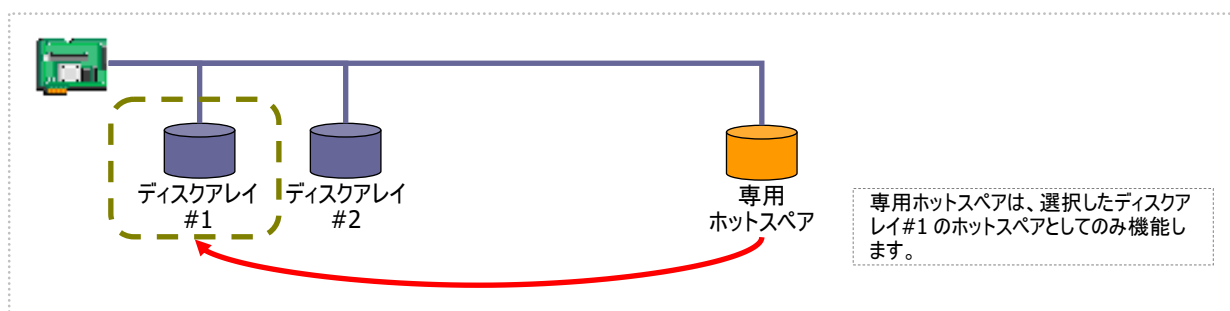 ディスクアレイ
#1
ディスクアレイ
#2
専用
ホットスペア
専用ホットスペアは、選択したディスクア
レイ#1 のホットスペアとしてのみ機能し
ます。